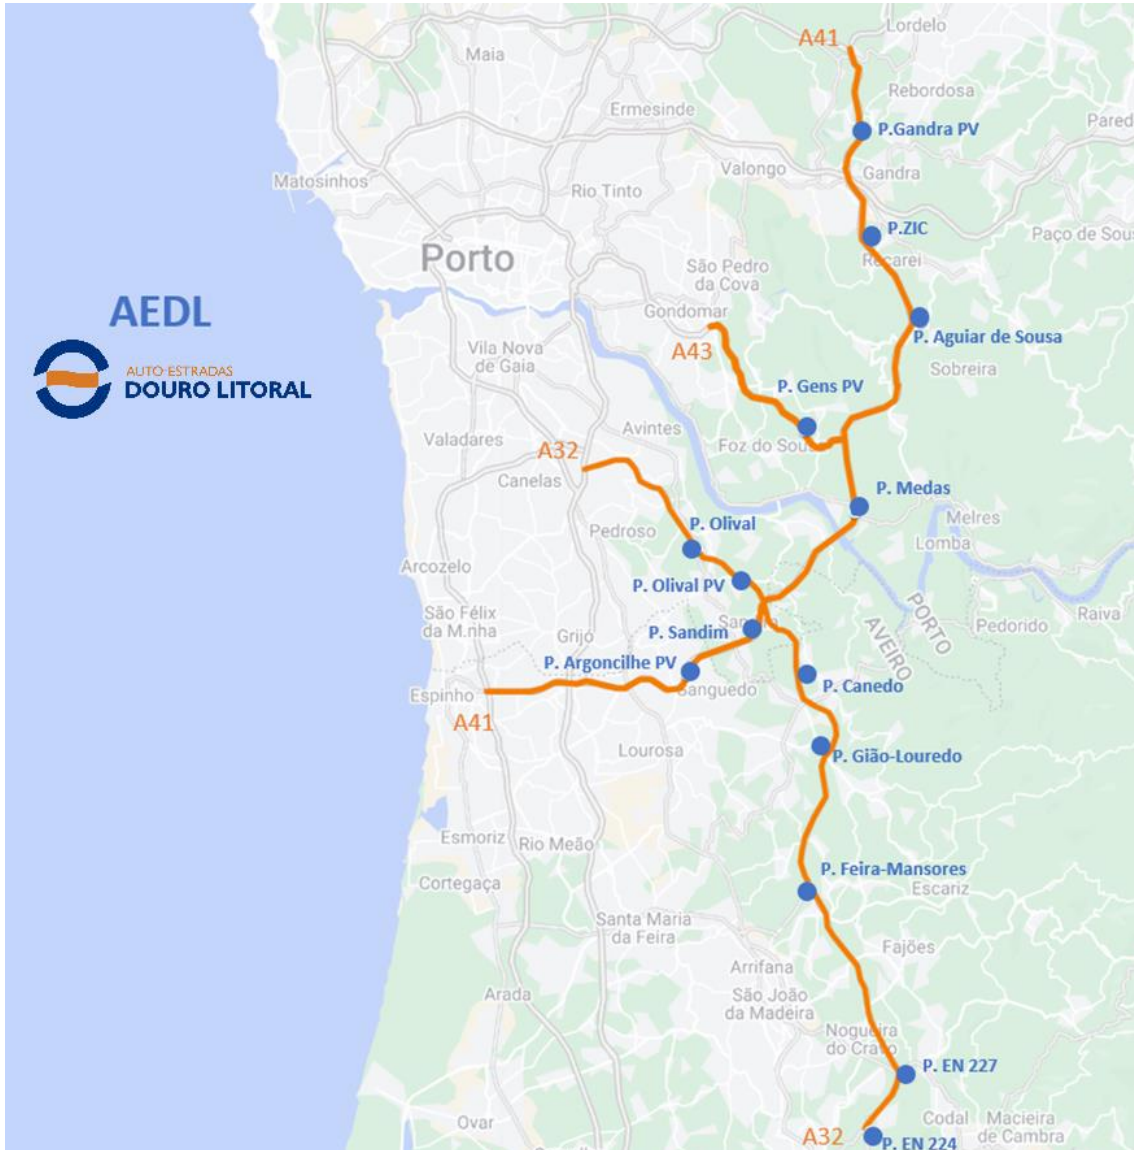 A41
Lordelo
Maia
Rebordosa
Ermesinde
P.Gandra PV
Pared
Valongo
Gandra
Matosinhos
Rio Tinto
P.ZIC
Paço de Sous
Porto
São Pedro
da Cova
Recarei
AEDL
Gondomar
P. Aguiar de Sousa
Vila Nova
de Gaia
A43
AUTO-ESTRADAS
DOURO LITORAL
Sobreira
P. Gens PV
Avintes
Valadares
Foz do Sous
A32
Canelas
P. Medas
Melres
P. Olival
Pedroso
Lomba
Arcozelo
P. Olival PV
PORTO
AVEIRO
São Félix
da M.nha
Raiva
Pedorido
Grijó
P. Sandim
P. Argoncilhe PV
Sanguedo
P. Canedo
Espinho
A41
Lourosa
P. Gião-Louredo
Esmoriz
Rio Meão
P. Feira-Mansores
Cortegaça
Escariz
Santa Maria
da Feira
Fajões
Arrifana
Arada
São João
da Madeira
Nogueira
do Cravo
P. EN 227
Ovar
Codal
Macieira
de Cambra
A32
P. EN 224